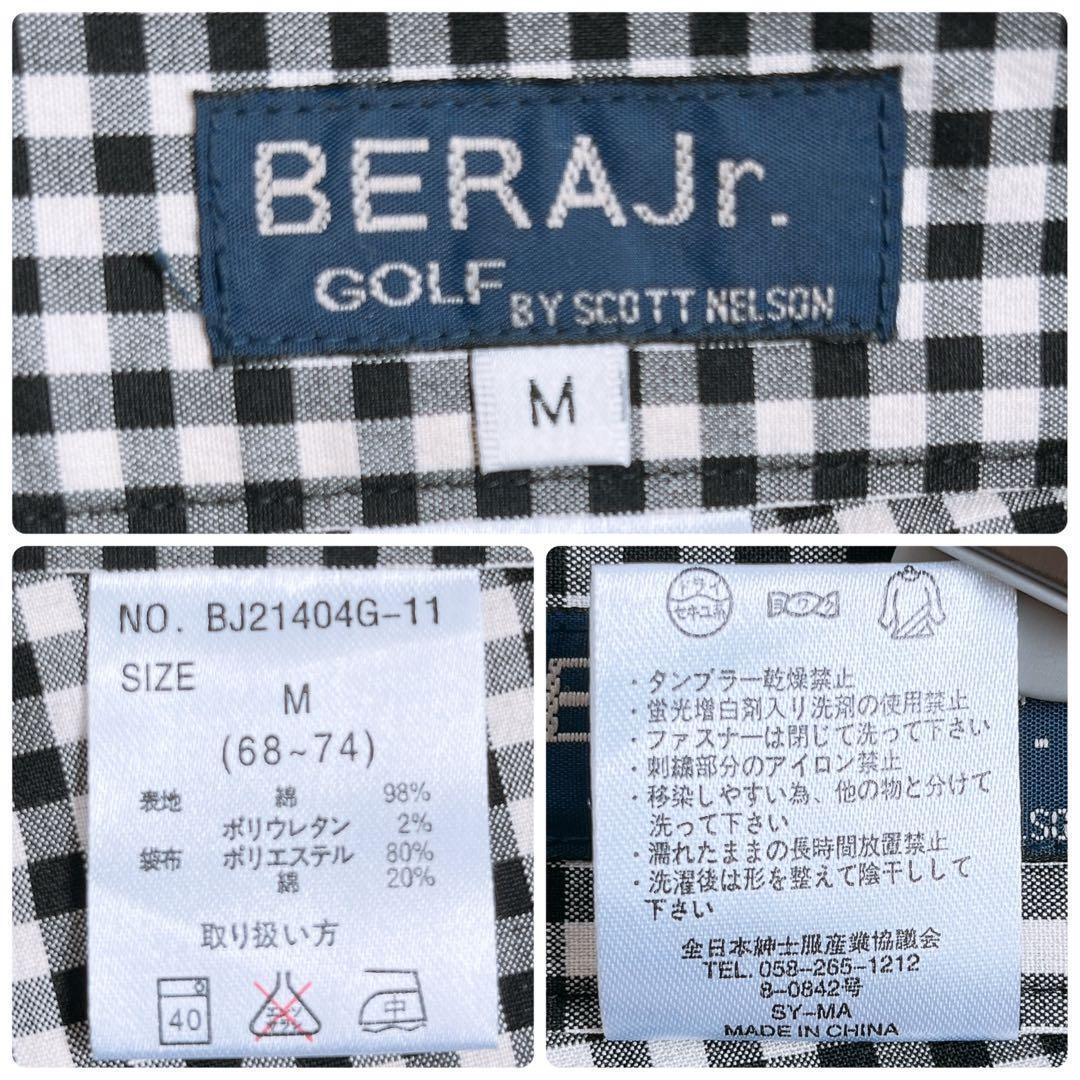 BERAJr.
GOLF BY SCOTT NELSON
M
NO. BJ21404G-11
SIZE
M
(68~74)
表地 綿 98%
ポリウレタン 2%
袋布 ポリエステル 80%
綿 20%
取り扱い方
40
エンソ
サラシ
中
ドライ
セキユ系
ヨワク
・タンブラー乾燥禁止
・蛍光増白剤入り洗剤の使用禁止
・ファスナーは閉じて洗って下さい
・刺繍部分のアイロン禁止
・移染しやすい為、他の物と分けて
洗って下さい
・濡れたままの長時間放置禁止
・洗濯後は形を整えて陰干しして
下さい
全日本紳士服産業協議会
TEL. 058-265-1212
8-0842号
SY-MA
MADE IN CHINA